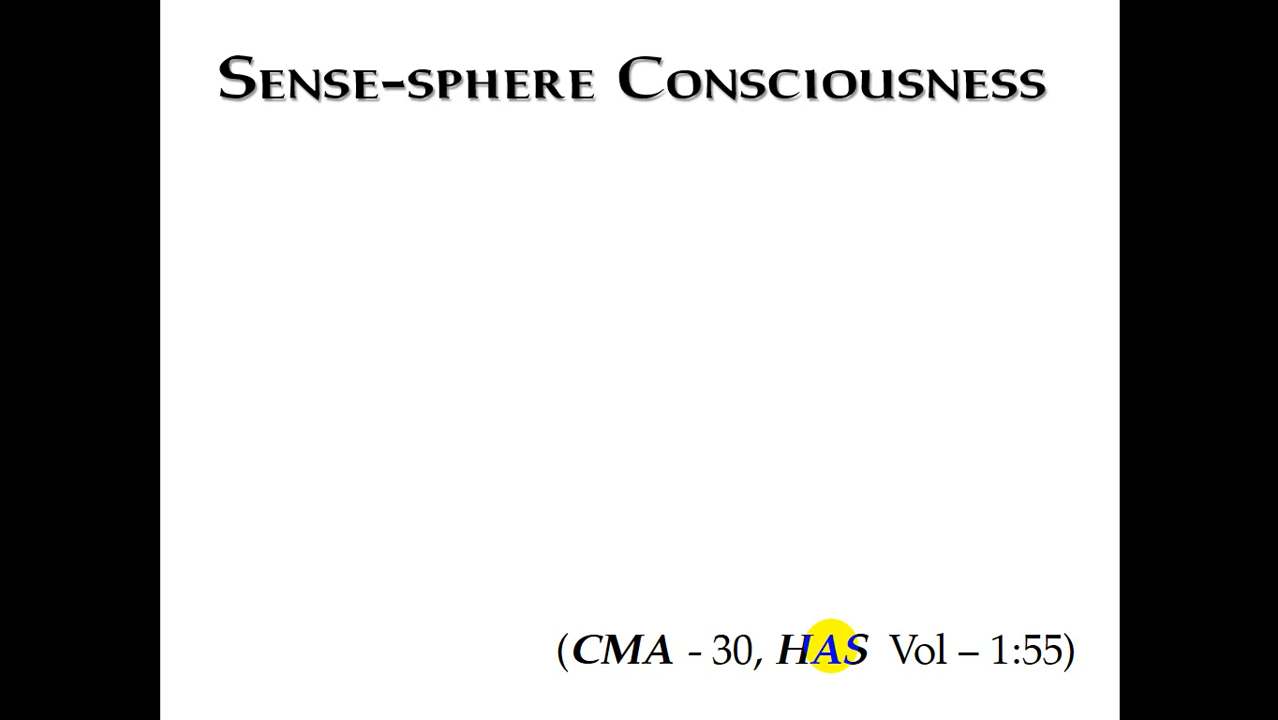 Sense-sphere Consciousness
(CMA - 30, HAS Vol – 1:55)